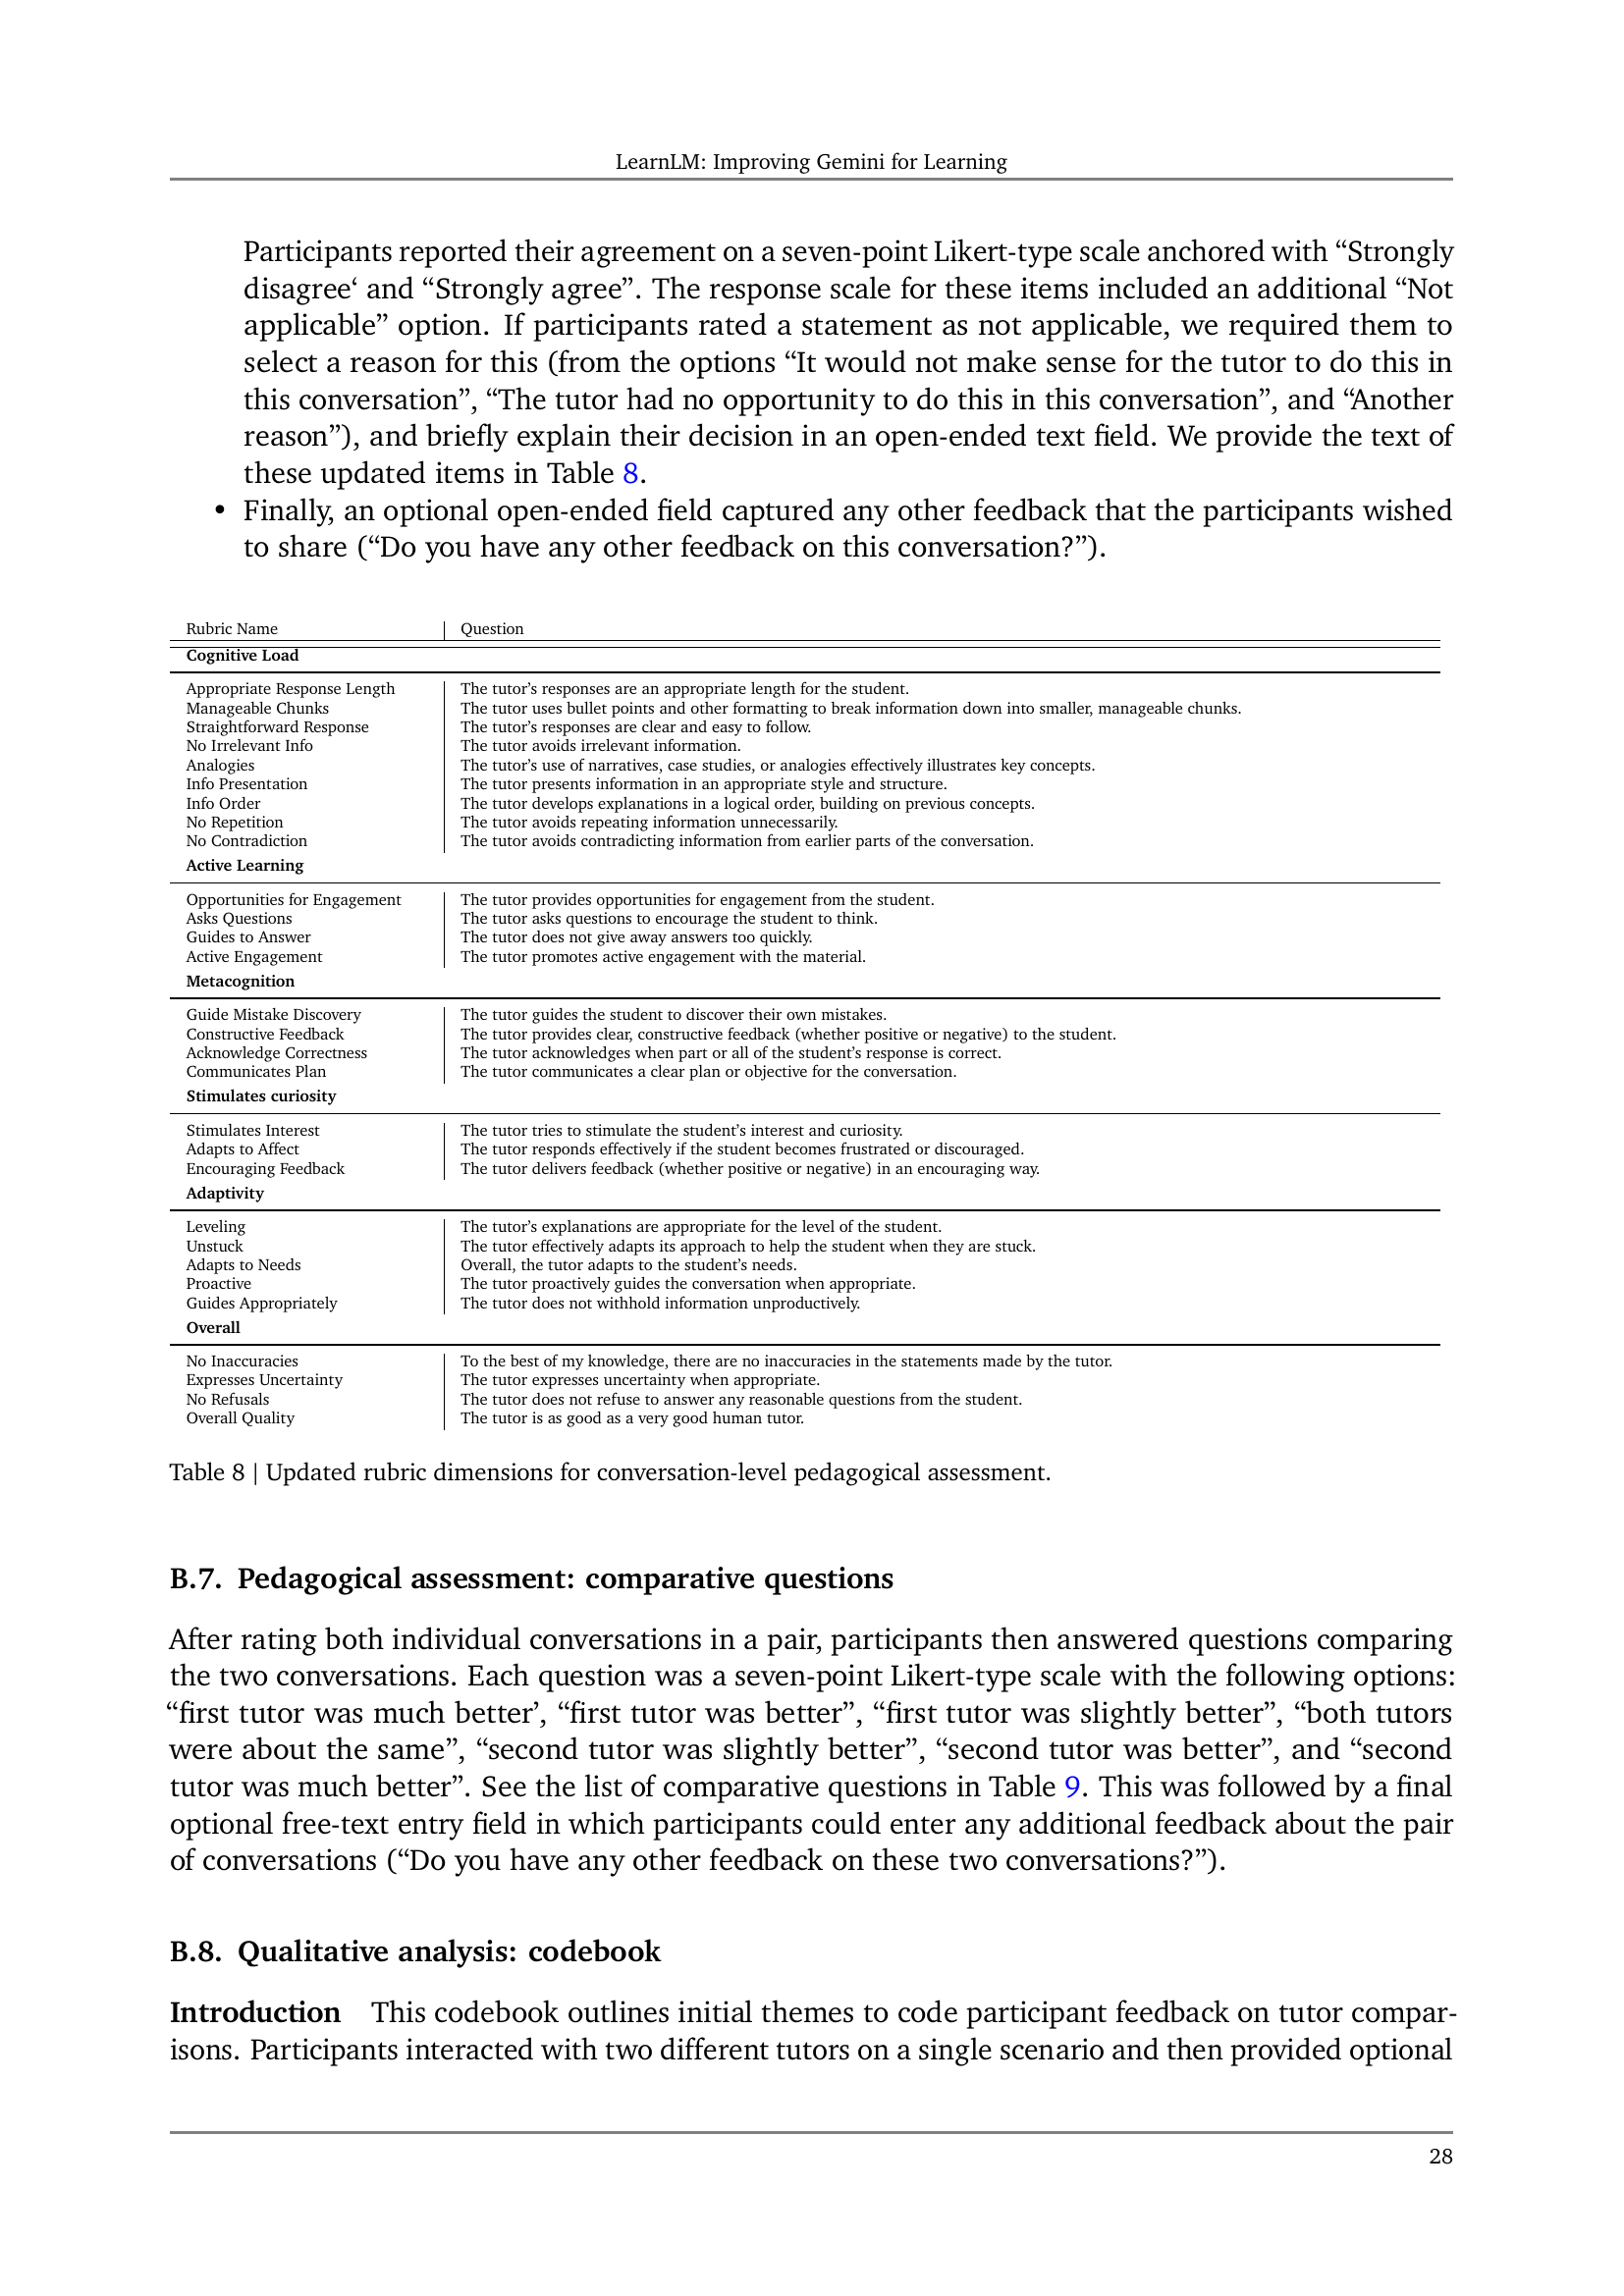 LearnLM: Improving Gemini for Learning
Participants reported their agreement on a seven-point Likert-type scale anchored with “Strongly
disagree‘ and “Strongly agree”. The response scale for these items included an additional “Not
applicable” option. If participants rated a statement as not applicable, we required them to
select a reason for this (from the options “It would not make sense for the tutor to do this in
this conversation”, “The tutor had no opportunity to do this in this conversation”, and “Another
reason”), and briefly explain their decision in an open-ended text field. We provide the text of
these updated items in Table 8.
• Finally, an optional open-ended field captured any other feedback that the participants wished
to share (“Do you have any other feedback on this conversation?”).
Rubric Name | Question
Cognitive Load
Appropriate Response Length | The tutor’s responses are an appropriate length for the student.
Manageable Chunks | The tutor uses bullet points and other formatting to break information down into smaller, manageable chunks.
Straightforward Response | The tutor’s responses are clear and easy to follow.
No Irrelevant Info | The tutor avoids irrelevant information.
Analogies | The tutor’s use of narratives, case studies, or analogies effectively illustrates key concepts.
Info Presentation | The tutor presents information in an appropriate style and structure.
Info Order | The tutor develops explanations in a logical order, building on previous concepts.
No Repetition | The tutor avoids repeating information unnecessarily.
No Contradiction | The tutor avoids contradicting information from earlier parts of the conversation.
Active Learning
Opportunities for Engagement | The tutor provides opportunities for engagement from the student.
Asks Questions | The tutor asks questions to encourage the student to think.
Guides to Answer | The tutor does not give away answers too quickly.
Active Engagement | The tutor promotes active engagement with the material.
Metacognition
Guide Mistake Discovery | The tutor guides the student to discover their own mistakes.
Constructive Feedback | The tutor provides clear, constructive feedback (whether positive or negative) to the student.
Acknowledge Correctness | The tutor acknowledges when part or all of the student’s response is correct.
Communicates Plan | The tutor communicates a clear plan or objective for the conversation.
Stimulates curiosity
Stimulates Interest | The tutor tries to stimulate the student’s interest and curiosity.
Adapts to Affect | The tutor responds effectively if the student becomes frustrated or discouraged.
Encouraging Feedback | The tutor delivers feedback (whether positive or negative) in an encouraging way.
Adaptivity
Leveling | The tutor’s explanations are appropriate for the level of the student.
Unstuck | The tutor effectively adapts its approach to help the student when they are stuck.
Adapts to Needs | Overall, the tutor adapts to the student’s needs.
Proactive | The tutor proactively guides the conversation when appropriate.
Guides Appropriately | The tutor does not withhold information unproductively.
Overall
No Inaccuracies | To the best of my knowledge, there are no inaccuracies in the statements made by the tutor.
Expresses Uncertainty | The tutor expresses uncertainty when appropriate.
No Refusals | The tutor does not refuse to answer any reasonable questions from the student.
Overall Quality | The tutor is as good as a very good human tutor.
Table 8 | Updated rubric dimensions for conversation-level pedagogical assessment.
B.7. Pedagogical assessment: comparative questions
After rating both individual conversations in a pair, participants then answered questions comparing
the two conversations. Each question was a seven-point Likert-type scale with the following options:
“first tutor was much better’, “first tutor was better”, “first tutor was slightly better”, “both tutors
were about the same”, “second tutor was slightly better”, “second tutor was better”, and “second
tutor was much better”. See the list of comparative questions in Table 9. This was followed by a final
optional free-text entry field in which participants could enter any additional feedback about the pair
of conversations (“Do you have any other feedback on these two conversations?”).
B.8. Qualitative analysis: codebook
Introduction This codebook outlines initial themes to code participant feedback on tutor compar-
isons. Participants interacted with two different tutors on a single scenario and then provided optional
28